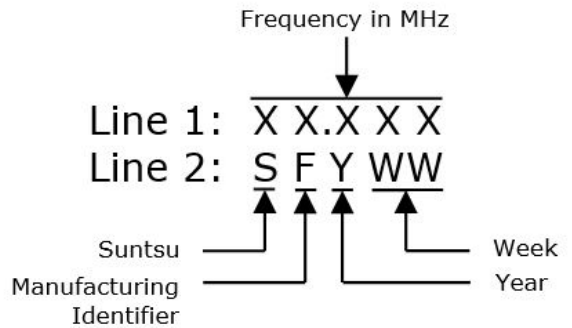 Frequency in MHz
Line 1: X X.X X X
Line 2: S F Y WW
Suntsu
Week
Manufacturing
Identifier
Year